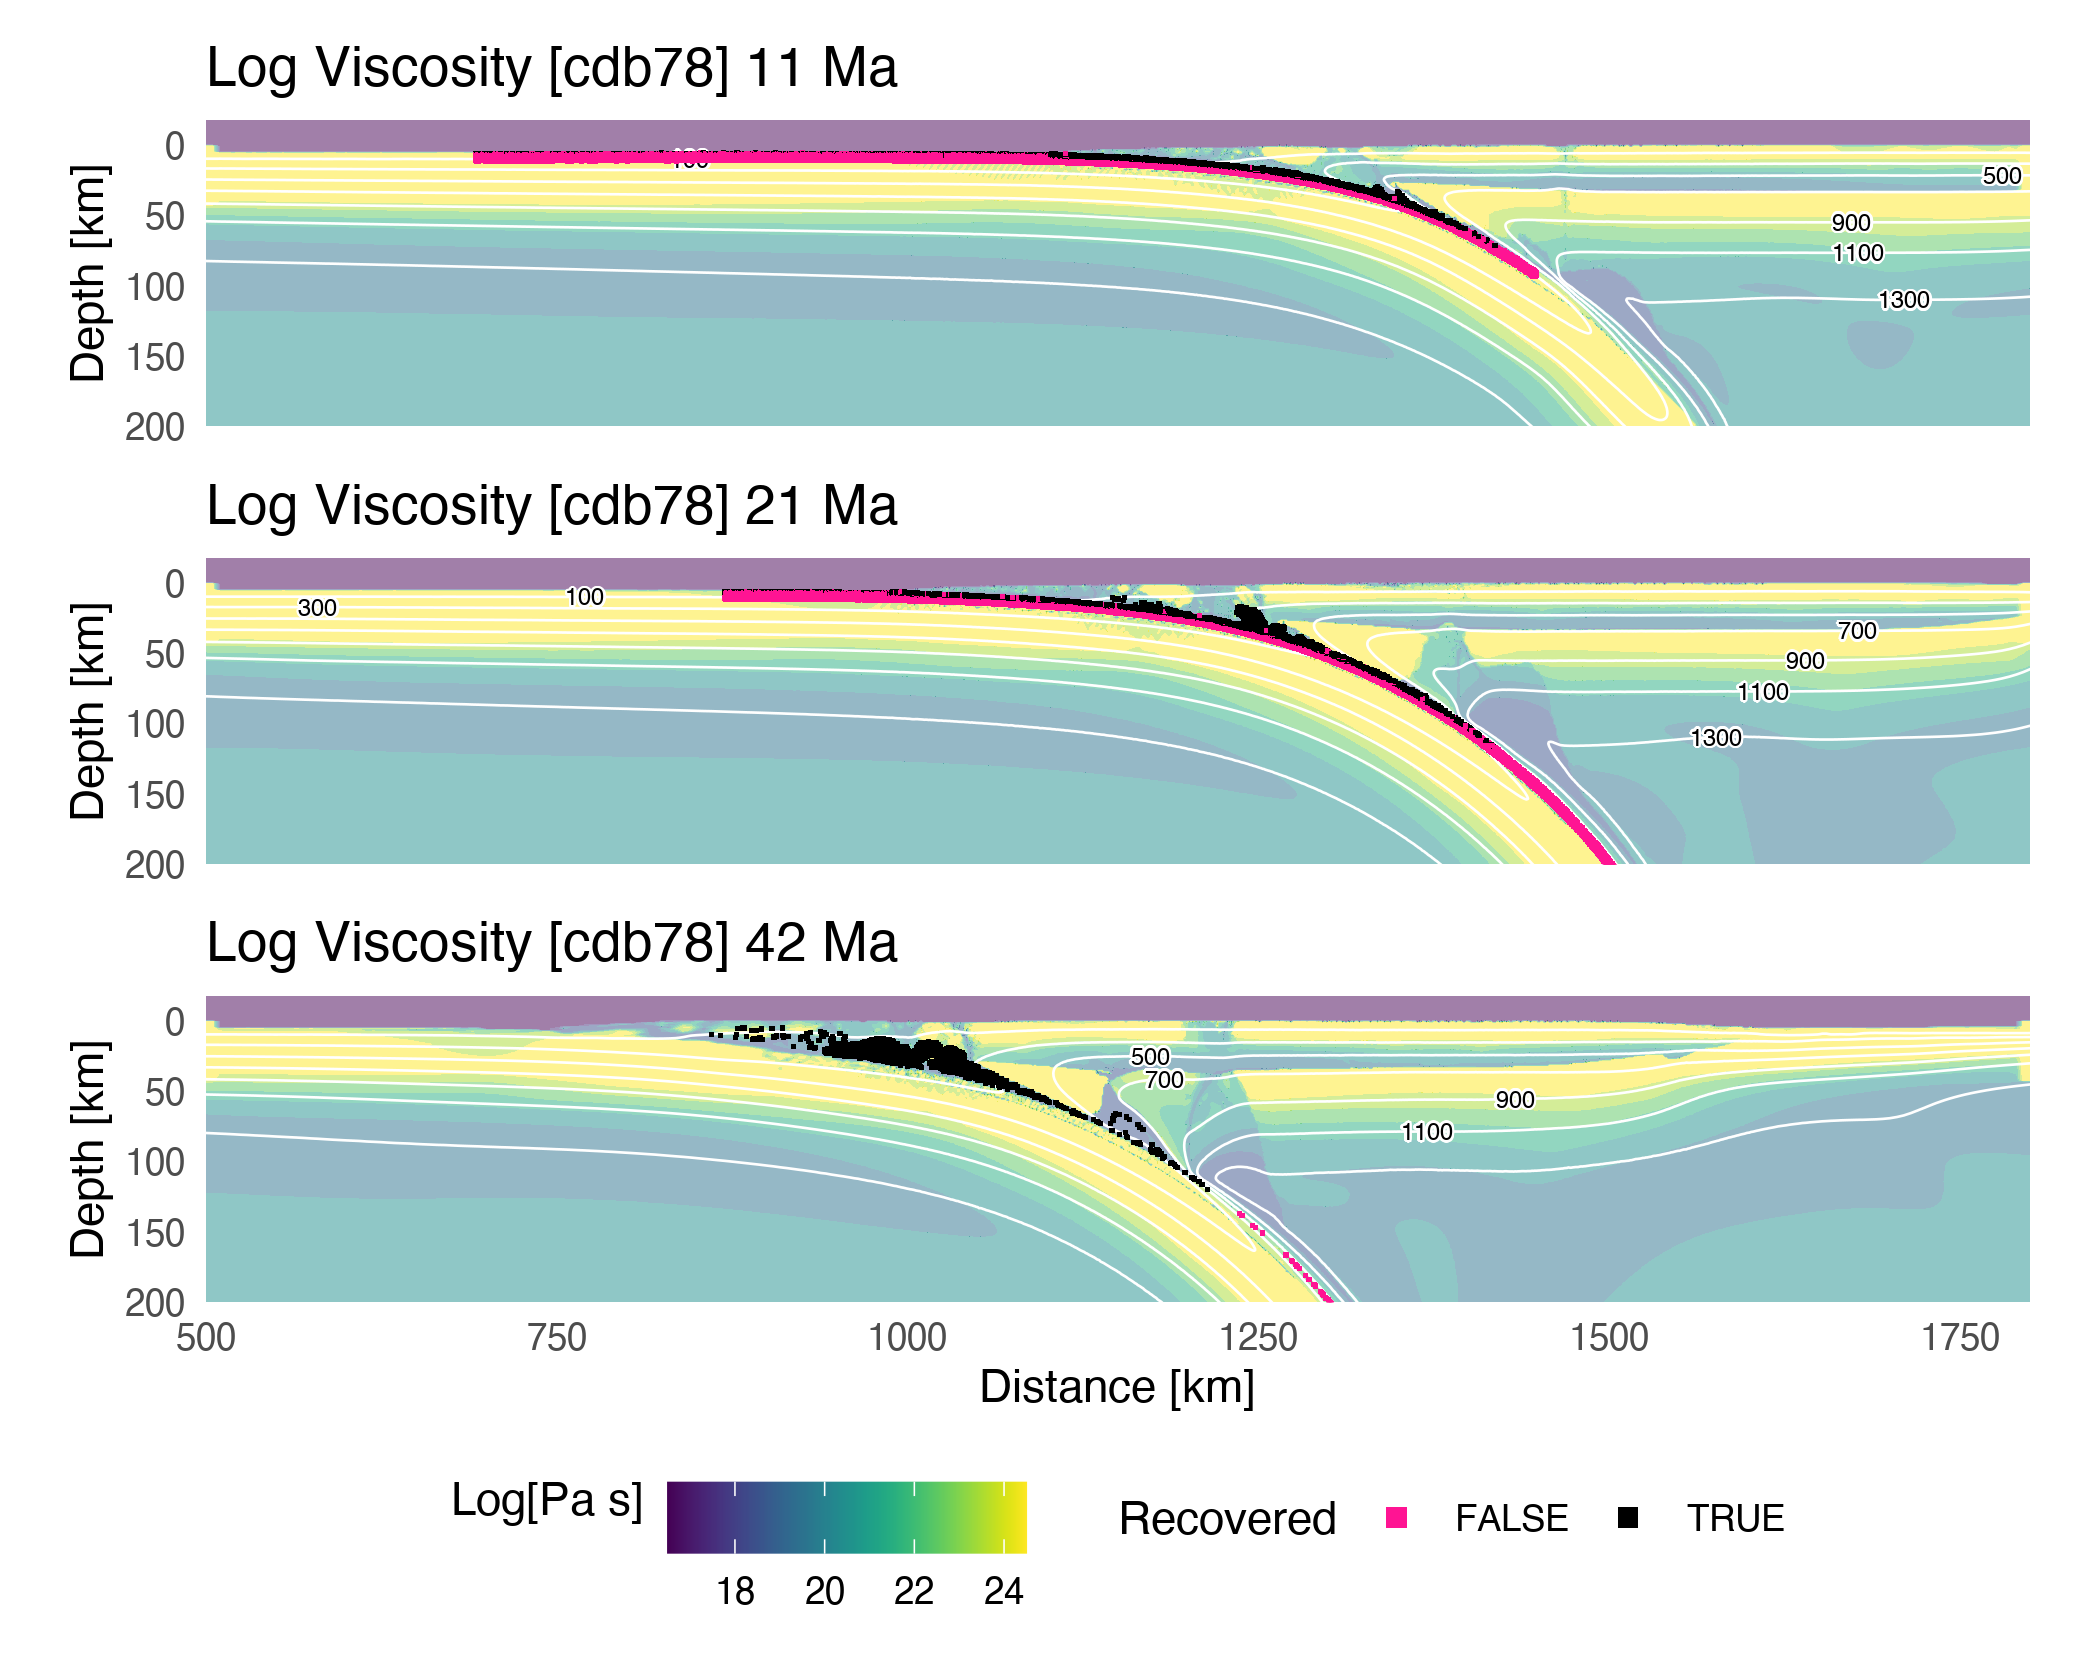 Log Viscosity [cdb78] 11 Ma
0
50
100
150
200
Depth [km]
100
500
900
1100
1300
Log Viscosity [cdb78] 21 Ma
0
50
100
150
200
Depth [km]
300
100
700
900
1100
1300
Log Viscosity [cdb78] 42 Ma
0
50
100
150
200
Depth [km]
500
700
900
1100
500 750 1000 1250 1500 1750
Distance [km]
Log[Pa s]
18 20 22 24
Recovered FALSE TRUE